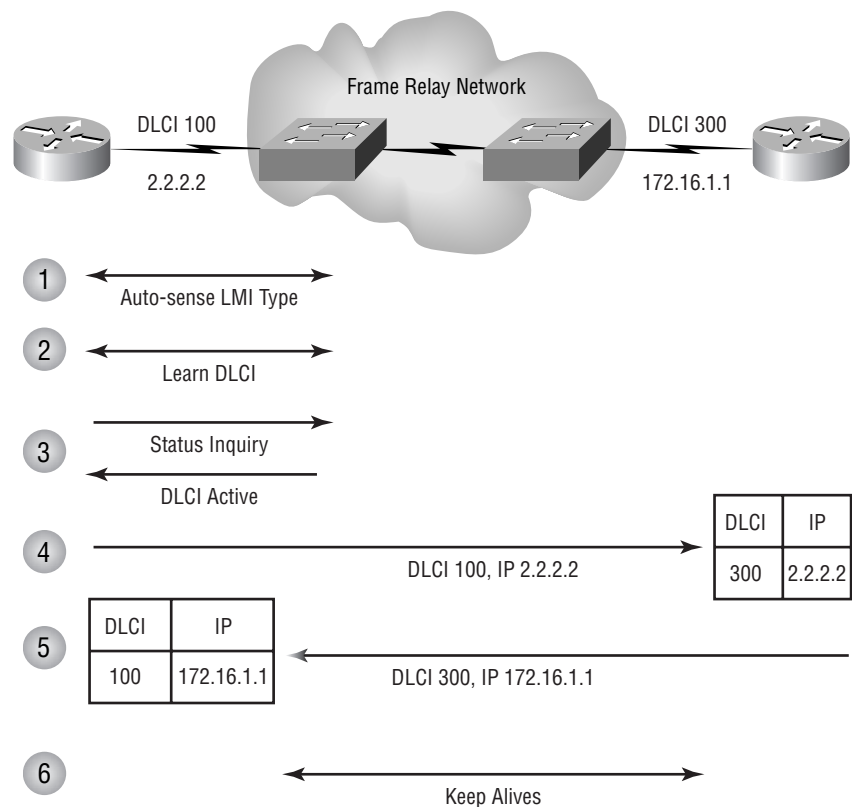 Frame Relay Network
DLCI 100
DLCI 300
2.2.2.2
172.16.1.1
1
Auto-sense LMI Type
2
Learn DLCI
3
Status Inquiry
DLCI Active
4
DLCI 100, IP 2.2.2.2
DLCI IP
300 2.2.2.2
5
DLCI IP
100 172.16.1.1
DLCI 300, IP 172.16.1.1
6
Keep Alives